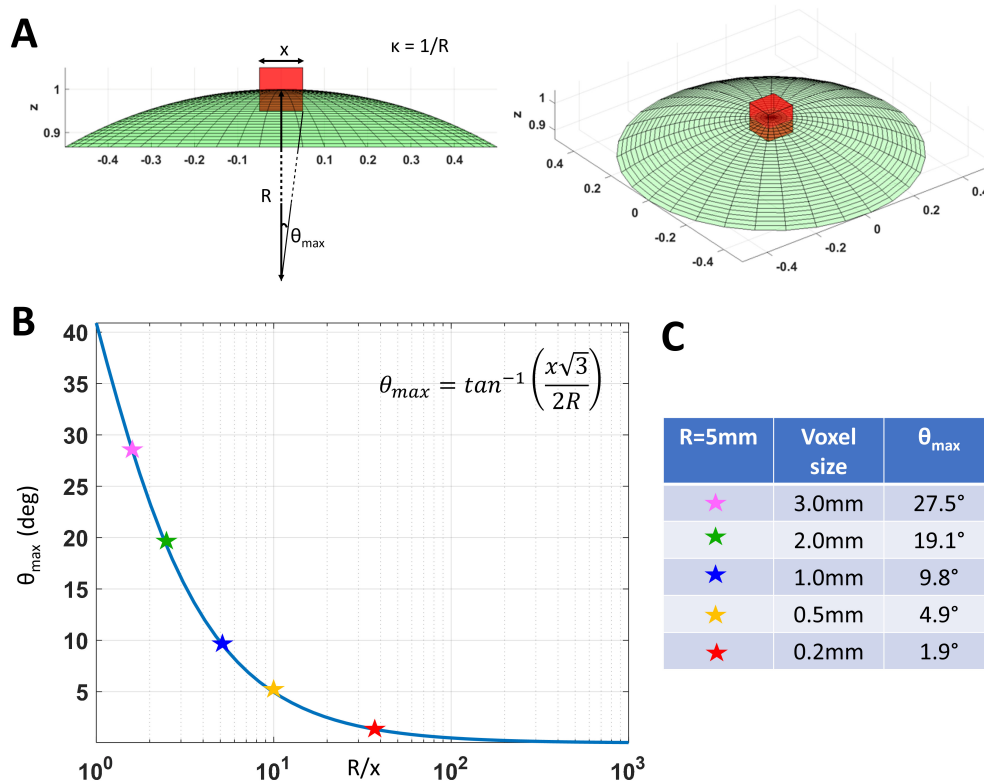 A
x
κ = 1/R
z
1
0.9
-0.4 -0.3 -0.2 -0.1 0 0.1 0.2 0.3 0.4
R
θmax
z
1
0.9
0.4
0.2
0
-0.2
-0.4
-0.4
-0.2
0
0.2
0.4
B
θmax (deg)
40
35
30
25
20
15
10
5
10⁰ 10¹ 10² 10³
R/x
θmax = tan⁻¹ (x√3 / 2R)
C
R=5mm Voxel size θmax
3.0mm 27.5°
2.0mm 19.1°
1.0mm 9.8°
0.5mm 4.9°
0.2mm 1.9°